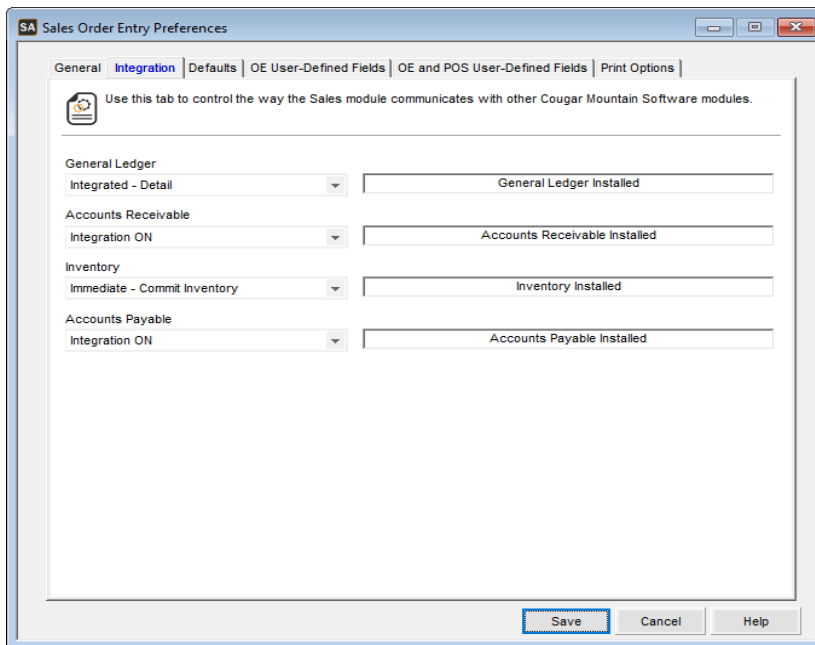 SA Sales Order Entry Preferences
General Integration Defaults OE User-Defined Fields OE and POS User-Defined Fields Print Options
Use this tab to control the way the Sales module communicates with other Cougar Mountain Software modules.
General Ledger
Integrated - Detail General Ledger Installed
Accounts Receivable
Integration ON Accounts Receivable Installed
Inventory
Immediate - Commit Inventory Inventory Installed
Accounts Payable
Integration ON Accounts Payable Installed
Save Cancel Help